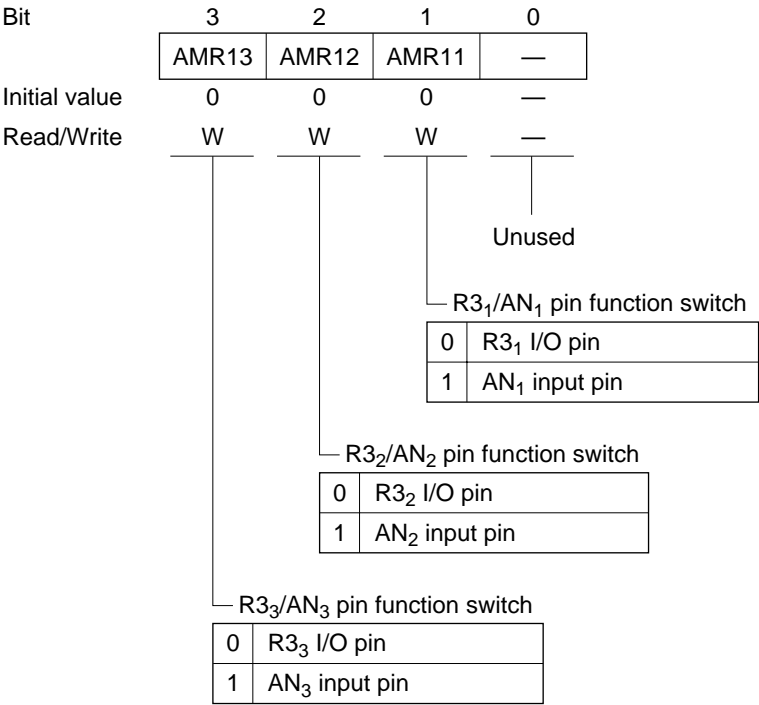 Bit 3 2 1 0
AMR13 AMR12 AMR11 —
Initial value 0 0 0 —
Read/Write W W W —
Unused
R3₁/AN₁ pin function switch
0 R3₁ I/O pin
1 AN₁ input pin
R3₂/AN₂ pin function switch
0 R3₂ I/O pin
1 AN₂ input pin
R3₃/AN₃ pin function switch
0 R3₃ I/O pin
1 AN₃ input pin